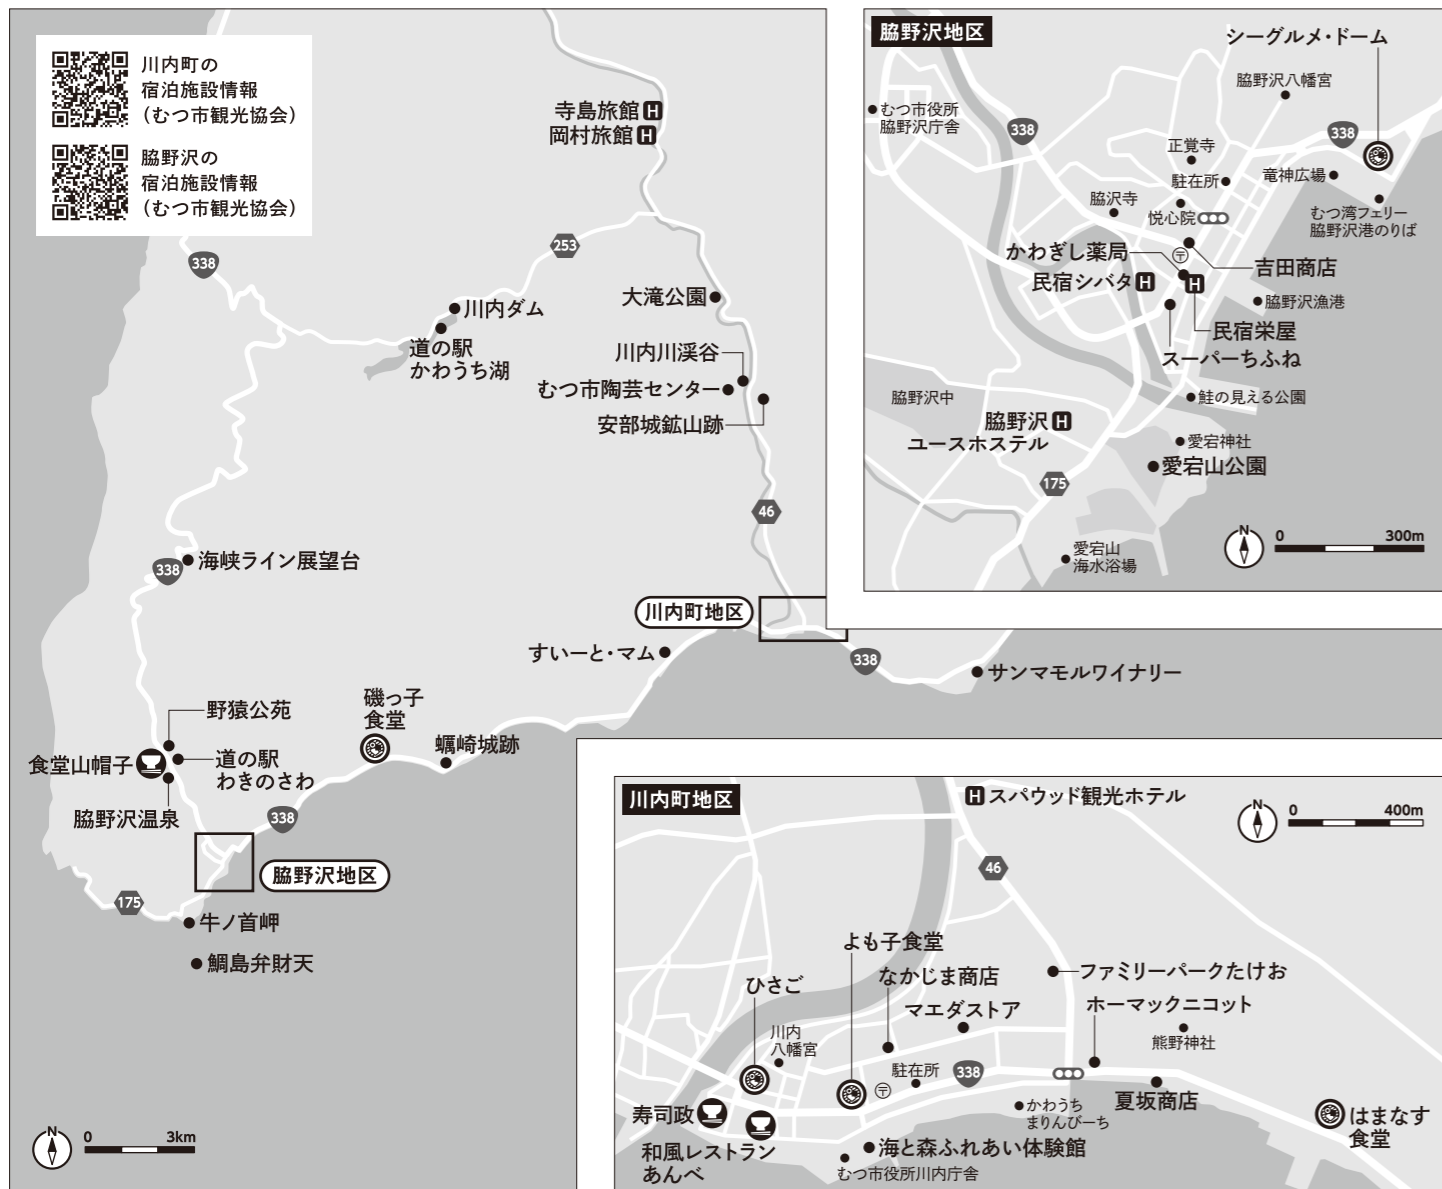 川内町の
宿泊施設情報
(むつ市観光協会)
脇野沢の
宿泊施設情報
(むつ市観光協会)
寺島旅館 H
岡村旅館 H
338
253
川内ダム
道の駅
かわうち湖
大滝公園
川内川渓谷
むつ市陶芸センター
安部城鉱山跡
46
338
海峡ライン展望台
川内町地区
すいーと・マム
338
サンマモルワイナリー
野猿公苑
磯っ子
食堂
蠣崎城跡
食堂山帽子
道の駅
わきのさわ
脇野沢温泉
338
脇野沢地区
175
牛ノ首岬
鯛島弁財天
N
0 3km
脇野沢地区
シーグルメ・ドーム
脇野沢八幡宮
むつ市役所
脇野沢庁舎
338
338
正覚寺
駐在所
竜神広場
脇沢寺
悦心院
むつ湾フェリー
脇野沢港のりば
かわぎし薬局
〒
吉田商店
民宿シバタ H
H
脇野沢漁港
民宿栄屋
スーパーちふね
脇野沢中
鮭の見える公園
脇野沢 H
ユースホステル
愛宕神社
愛宕山公園
175
愛宕山
海水浴場
N
0 300m
川内町地区
H スパウッド観光ホテル
N
0 400m
46
よも子食堂
ひさご
なかじま商店
ファミリーパークたけお
マエダストア
ホーマックニコット
川内
八幡宮
熊野神社
駐在所
338
〒
寿司政
かわうち
まりんびーち
夏坂商店
はまなす
食堂
和風レストラン
あんべ
海と森ふれあい体験館
むつ市役所川内庁舎